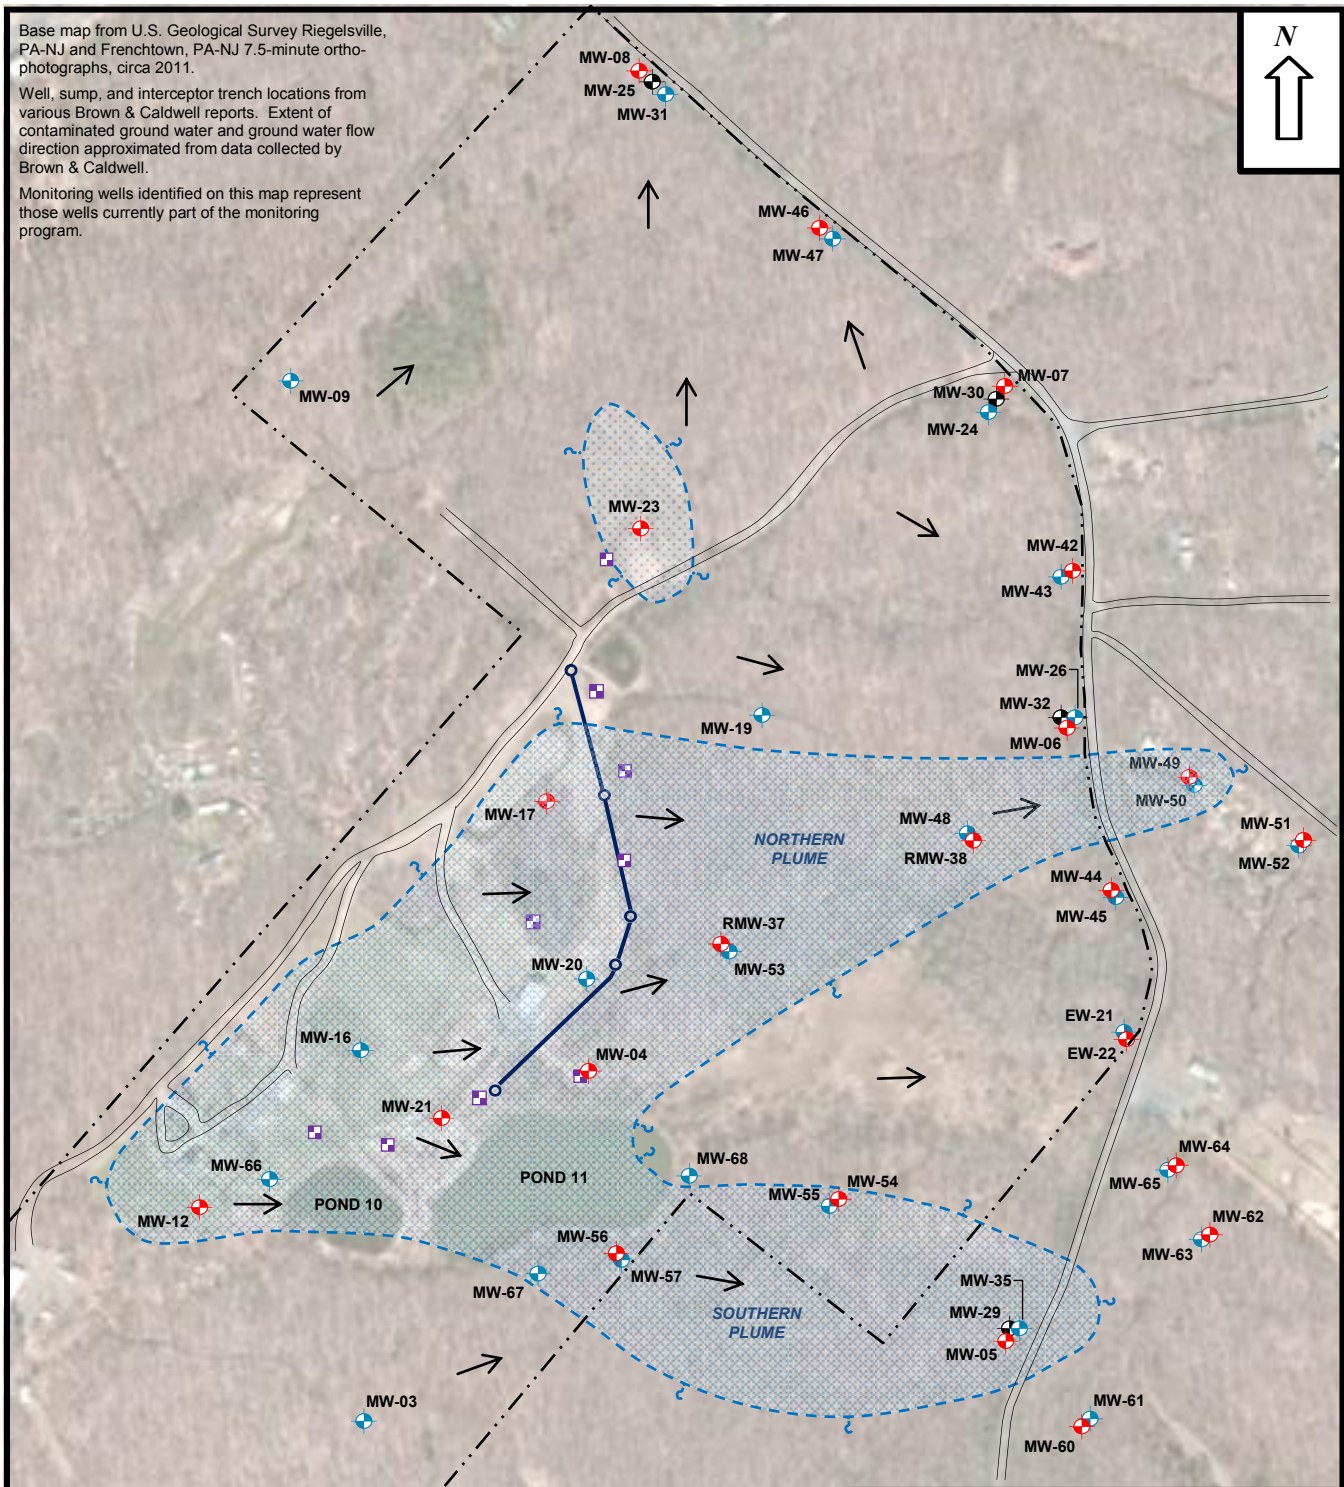 Base map from U.S. Geological Survey Riegelsville,
PA-NJ and Frenchtown, PA-NJ 7.5-minute ortho-
photographs, circa 2011.
Well, sump, and interceptor trench locations from
various Brown & Caldwell reports.  Extent of
contaminated ground water and ground water flow
direction approximated from data collected by
Brown & Caldwell.
Monitoring wells identified on this map represent
those wells currently part of the monitoring
program.
N
MW-08
MW-25
MW-31
MW-46
MW-47
MW-09
MW-07
MW-30
MW-24
MW-23
MW-42
MW-43
MW-26
MW-32
MW-06
MW-19
MW-49
MW-50
MW-17
MW-48
RMW-38
NORTHERN
PLUME
MW-51
MW-52
MW-44
MW-45
RMW-37
MW-53
MW-20
EW-21
EW-22
MW-16
MW-04
MW-21
MW-66
MW-12
POND 10
POND 11
MW-68
MW-54
MW-55
MW-64
MW-65
MW-62
MW-63
MW-56
MW-57
MW-67
MW-35
MW-29
MW-05
SOUTHERN
PLUME
MW-03
MW-61
MW-60